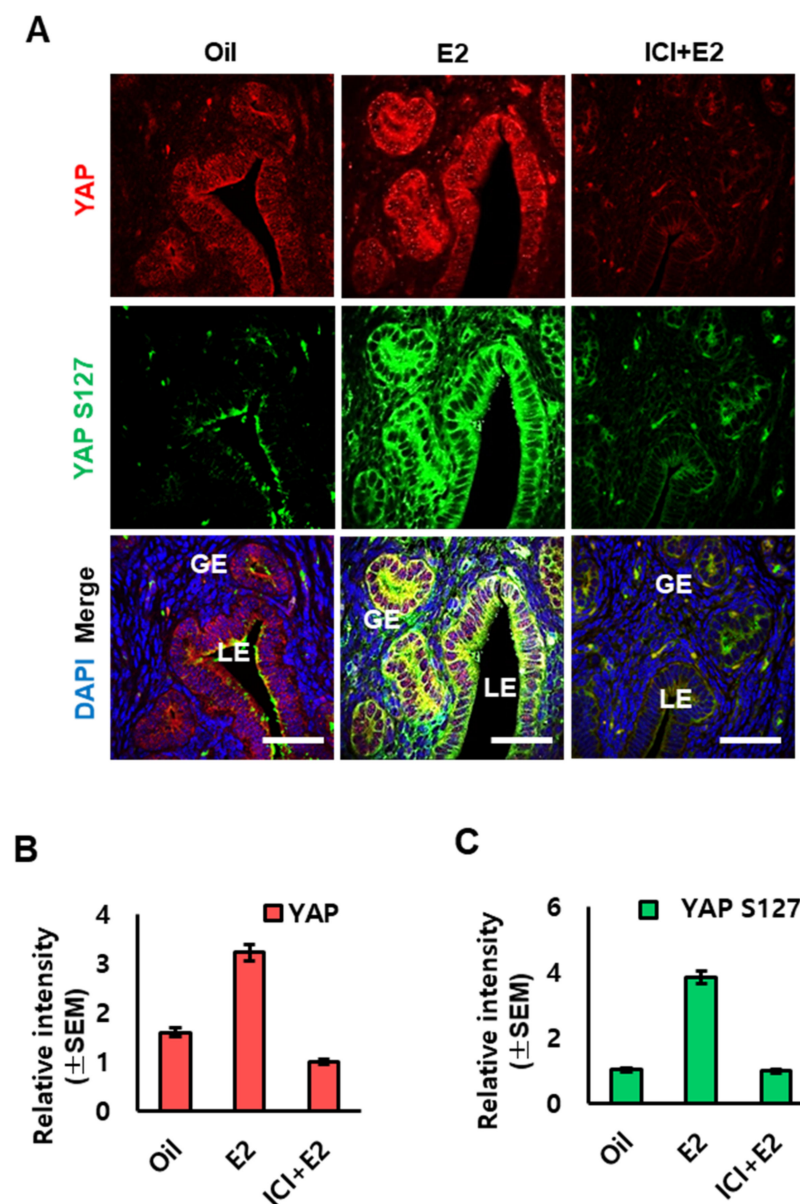 A
Oil E2 ICI+E2
YAP
YAP S127
DAPI Merge
GE
LE
GE
LE
GE
LE
B
YAP
Relative intensity
(±SEM)
4
3
2
1
0
Oil E2 ICI+E2
C
YAP S127
Relative intensity
(±SEM)
6
4
2
0
Oil E2 ICI+E2